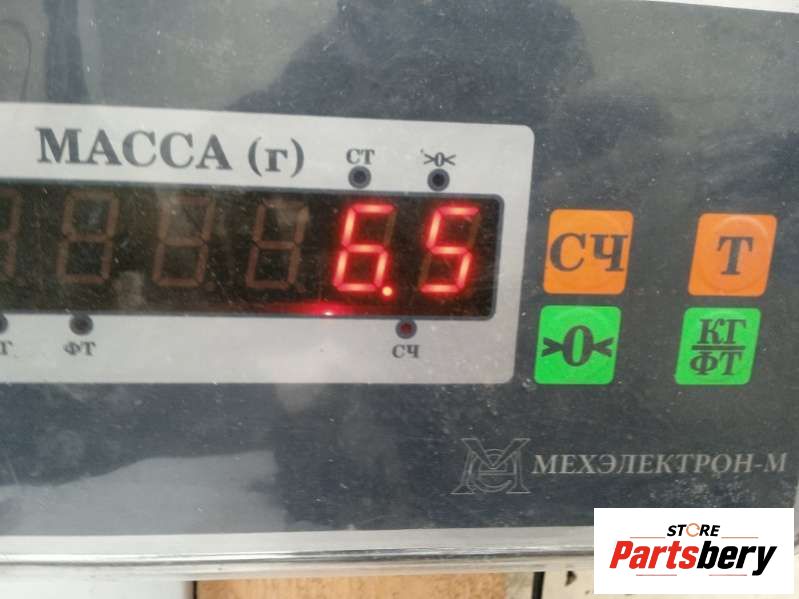 МАССА (г)
СТ
>0<
6.5
Г
ФТ
СЧ
СЧ
Т
>0<
КГ
ФТ
МЕХЭЛЕКТРОН-М
STORE
Partsbery